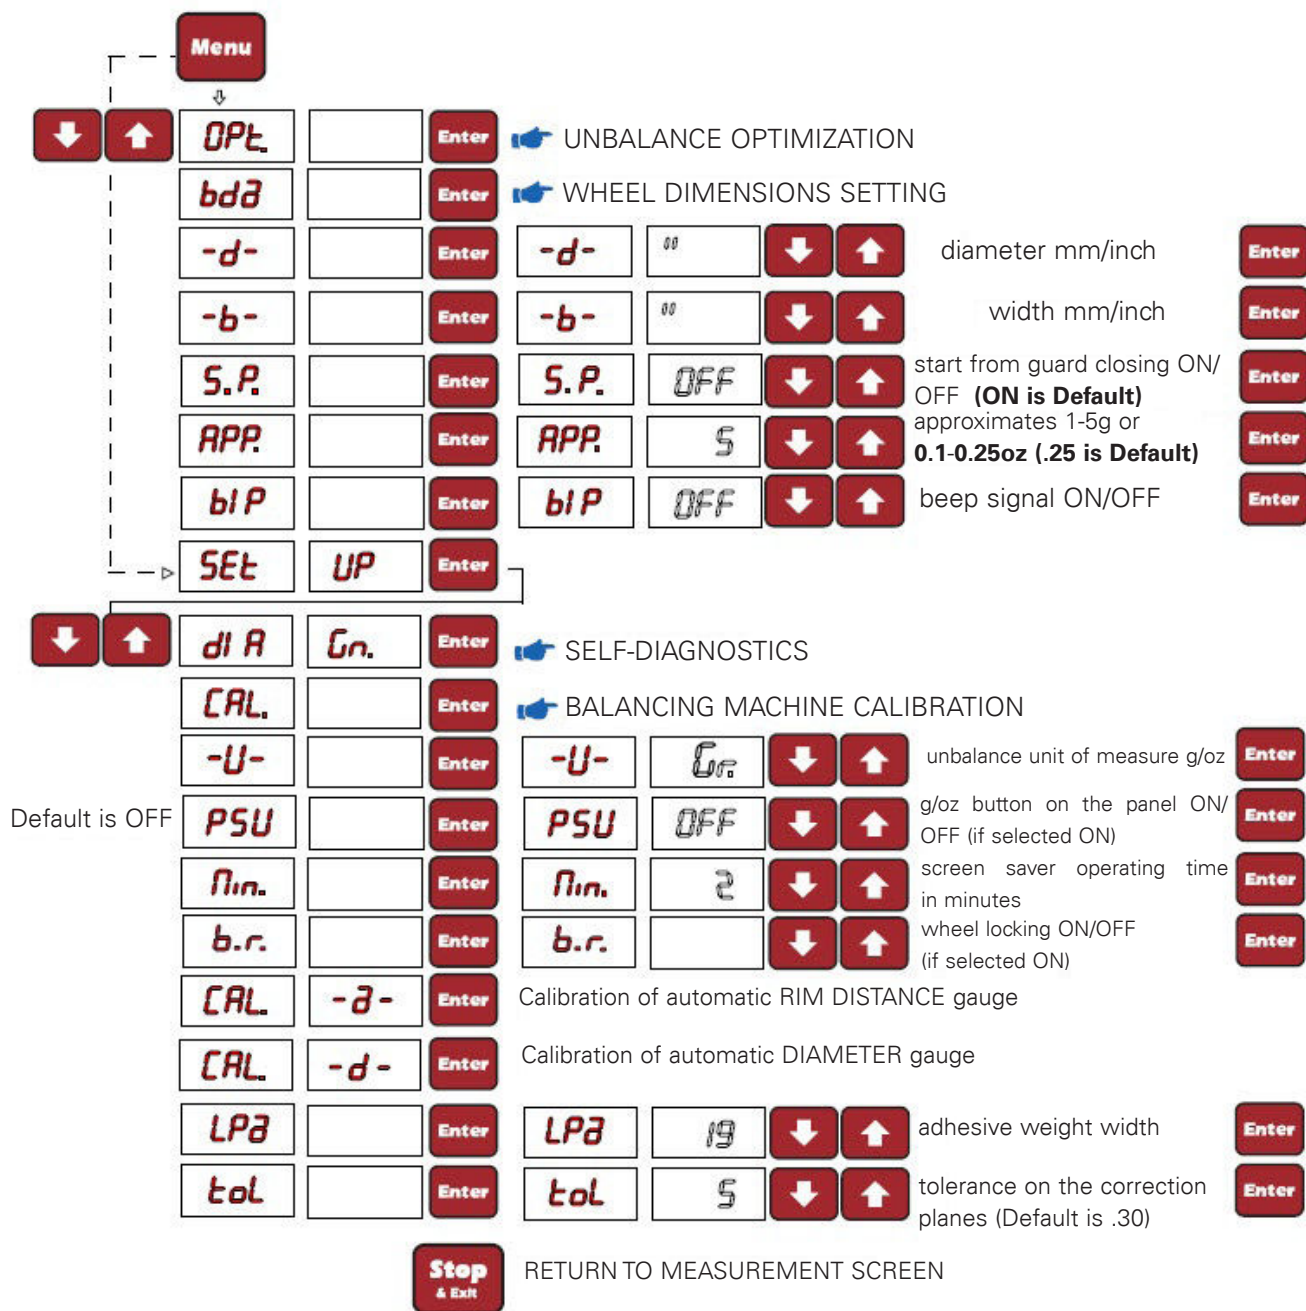 Menu
OPt. Enter UNBALANCE OPTIMIZATION
bda Enter WHEEL DIMENSIONS SETTING
-d- Enter -d- 00 diameter mm/inch Enter
-b- Enter -b- 00 width mm/inch Enter
S.P. Enter S.P. OFF start from guard closing ON/
OFF (ON is Default) Enter
APP. Enter APP. 5 approximates 1-5g or
0.1-0.25oz (.25 is Default) Enter
bIP Enter bIP OFF beep signal ON/OFF Enter
SEt UP Enter
dIA Gn. Enter SELF-DIAGNOSTICS
CAL. Enter BALANCING MACHINE CALIBRATION
-U- Enter -U- Gr. unbalance unit of measure g/oz Enter
Default is OFF PSU Enter PSU OFF g/oz button on the panel ON/
OFF (if selected ON) Enter
Min. Enter Min. 2 screen saver operating time
in minutes Enter
b.r. Enter b.r. wheel locking ON/OFF
(if selected ON) Enter
CAL. -a- Enter Calibration of automatic RIM DISTANCE gauge
CAL. -d- Enter Calibration of automatic DIAMETER gauge
LPa Enter LPa 19 adhesive weight width Enter
toL Enter toL 5 tolerance on the correction
planes (Default is .30) Enter
Stop
& Exit RETURN TO MEASUREMENT SCREEN